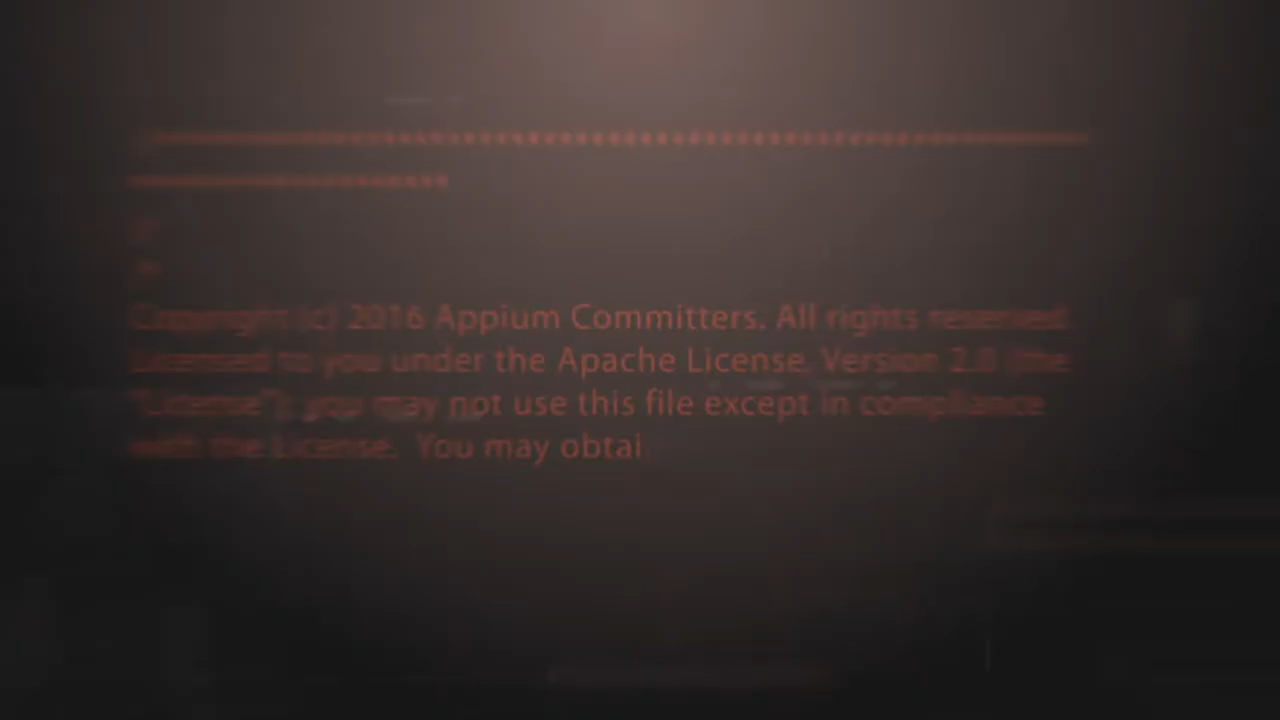 Copyright (c) 2016 Appium Committers. All rights reserved.
Licensed to you under the Apache License, Version 2.0 (the
"License"); you may not use this file except in compliance
with the License.  You may obtai